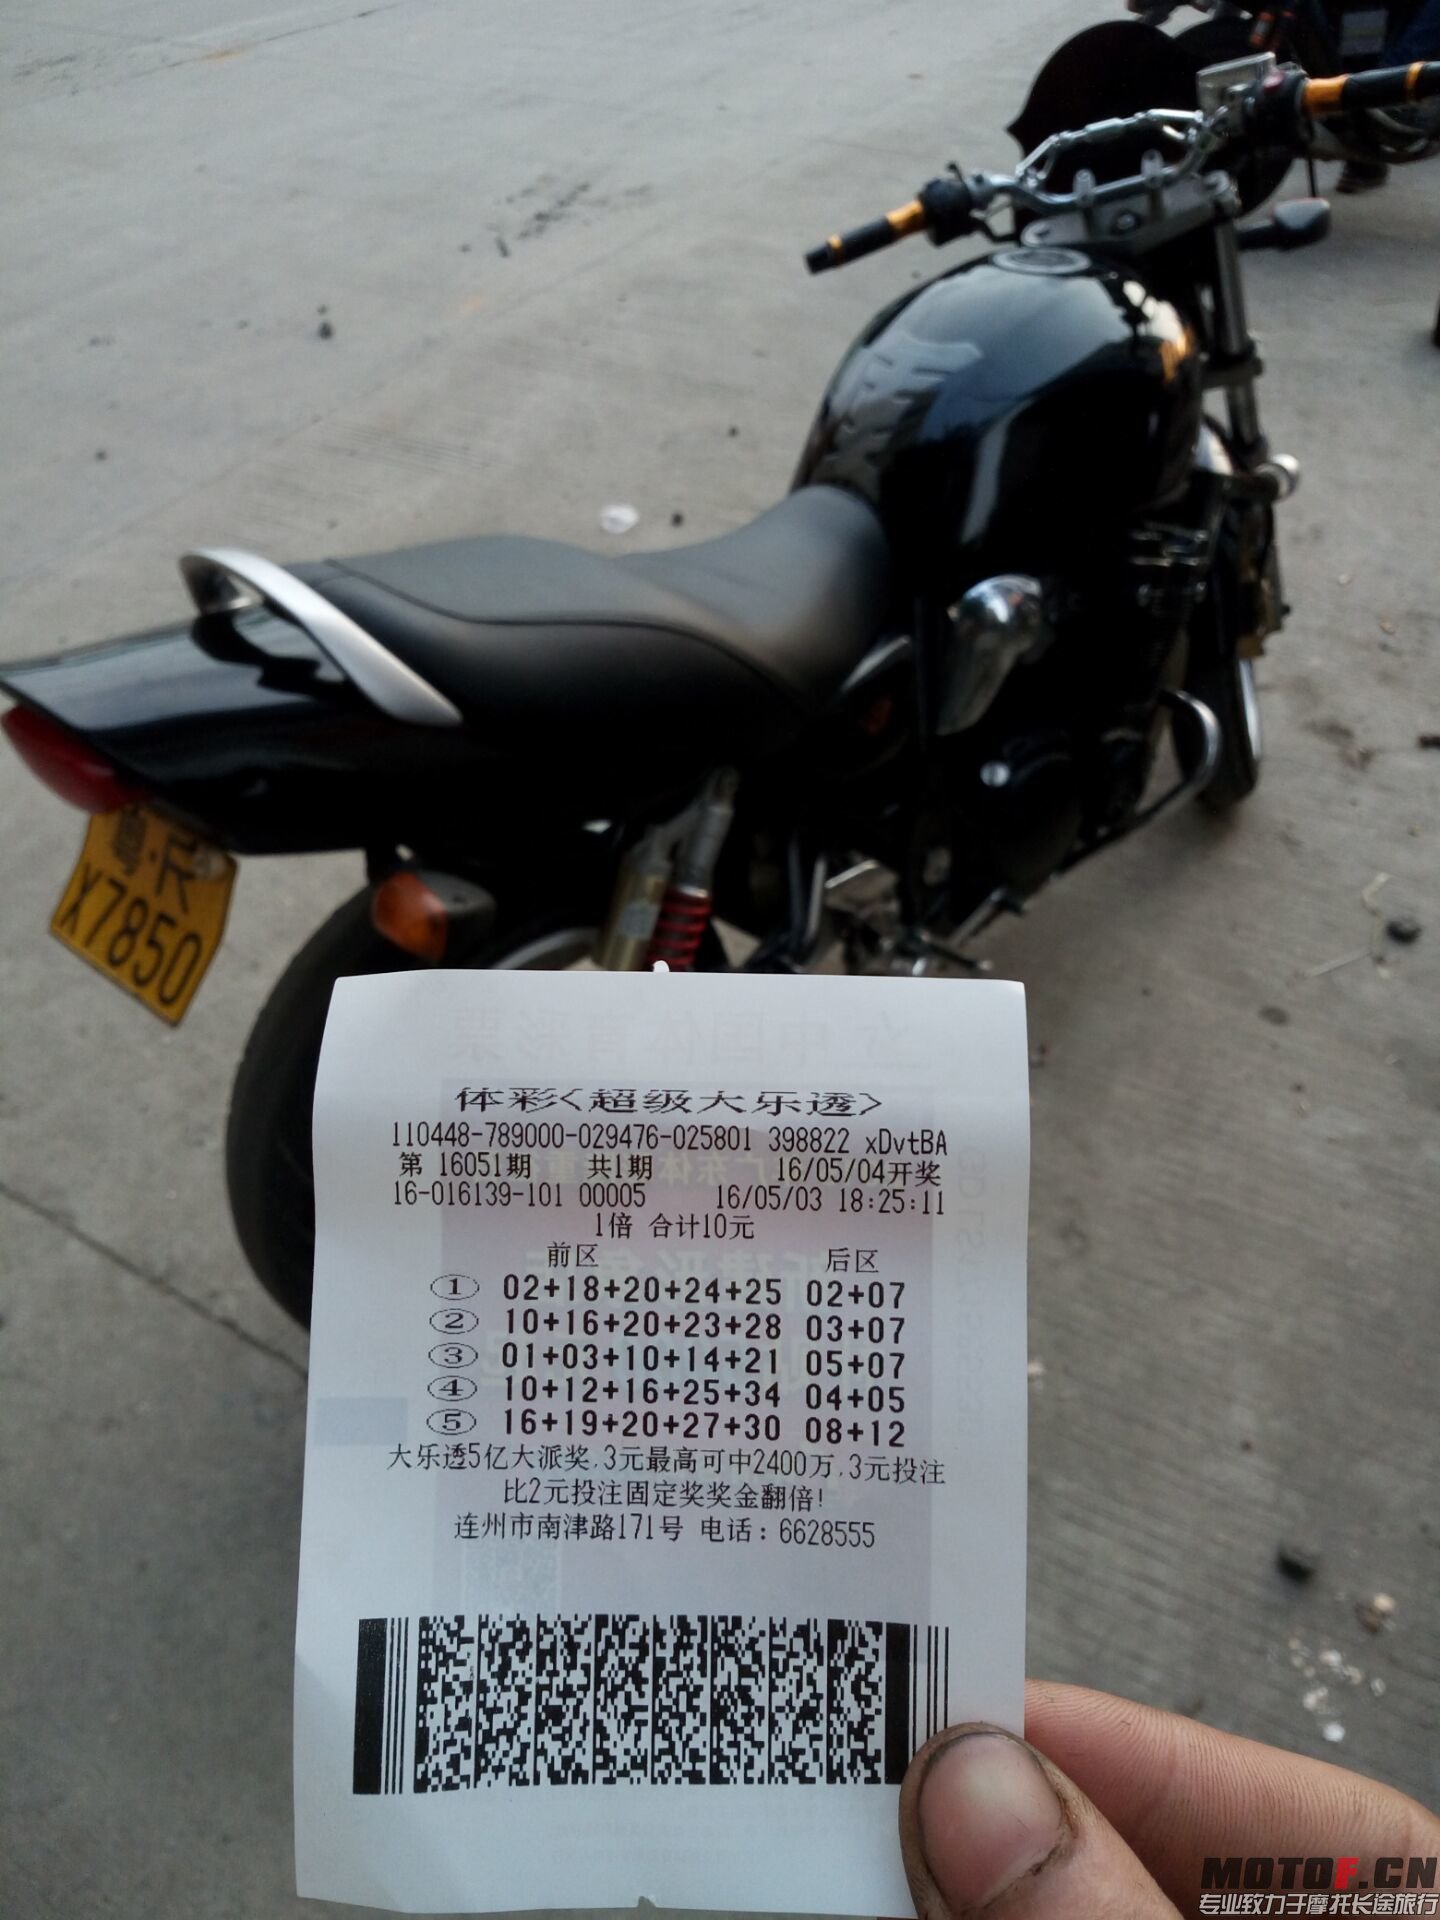 粤·R
X7850
体彩<超级大乐透>
110448-789000-029476-025801 398822 xDvtBA
第 16051期 共1期 16/05/04开奖
16-016139-101 00005 16/05/03 18:25:11
1倍 合计10元
前区 后区
① 02+18+20+24+25 02+07
② 10+16+20+23+28 03+07
③ 01+03+10+14+21 05+07
④ 10+12+16+25+34 04+05
⑤ 16+19+20+27+30 08+12
大乐透5亿大派奖,3元最高可中2400万,3元投注
比2元投注固定奖奖金翻倍!
连州市南津路171号 电话:6628555
MOTOF.CN
专业致力于摩托长途旅行